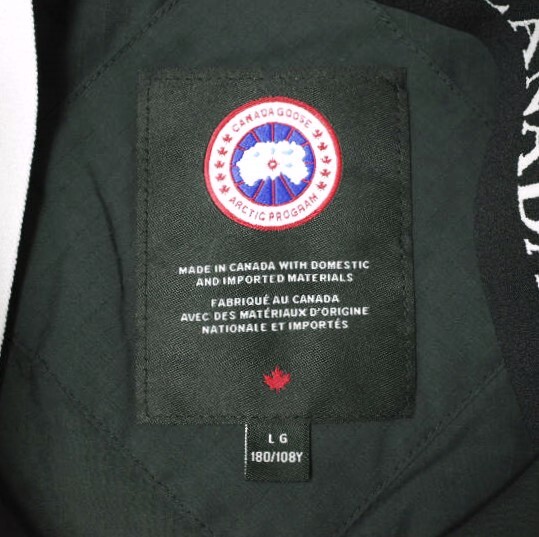 CANADA GOOSE
ARCTIC PROGRAM
MADE IN CANADA WITH DOMESTIC
AND IMPORTED MATERIALS
FABRIQUÉ AU CANADA
AVEC DES MATÉRIAUX D'ORIGINE
NATIONALE ET IMPORTÉS
LG
180/108Y